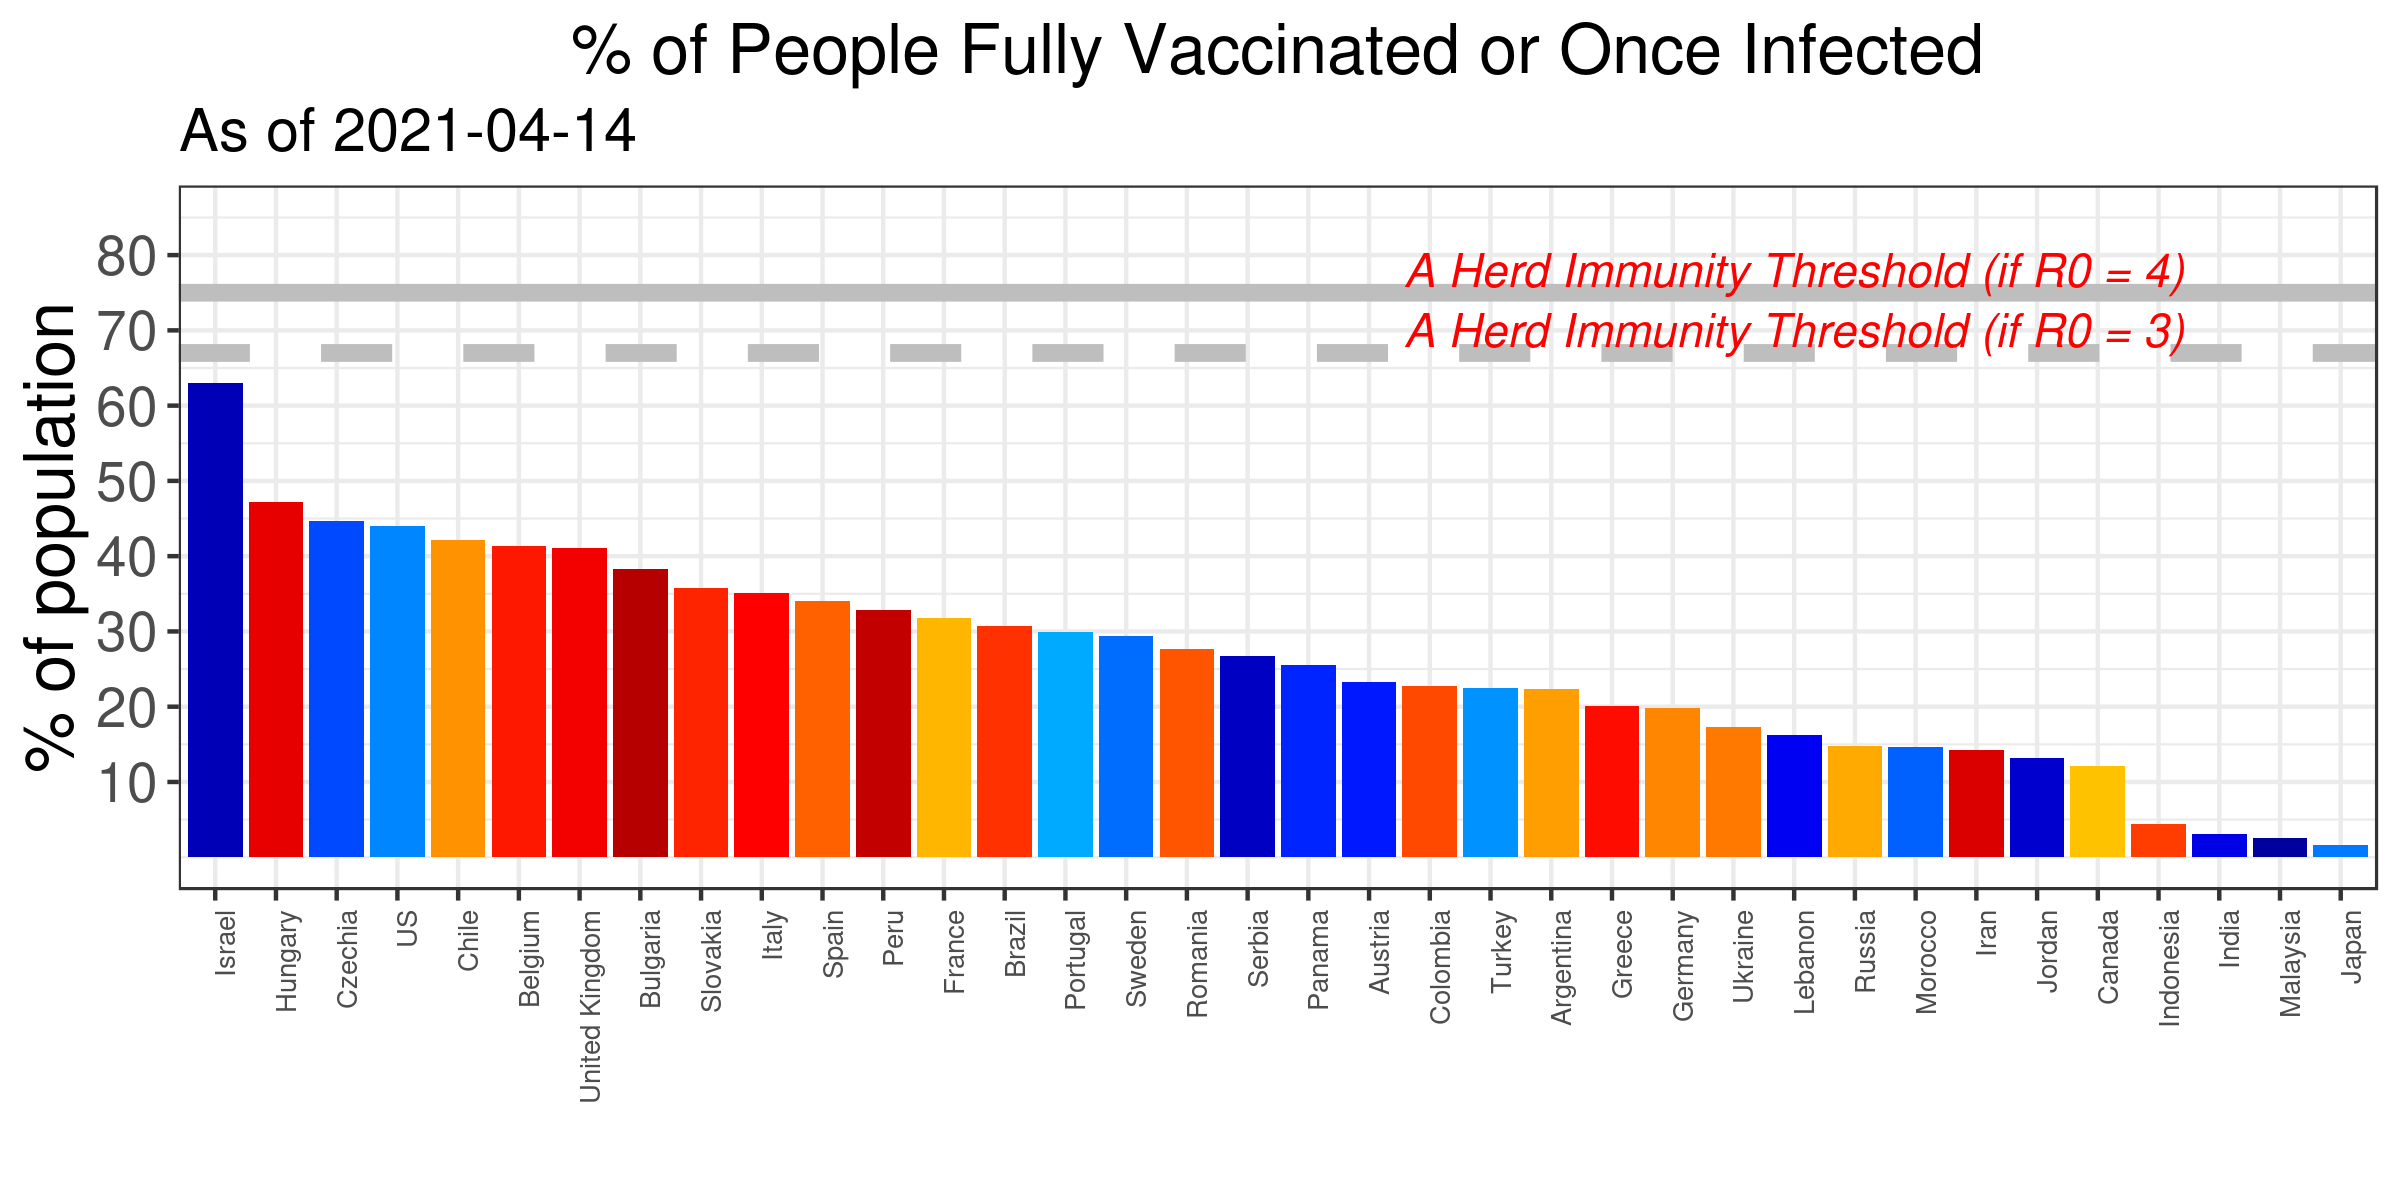 % of People Fully Vaccinated or Once Infected
As of 2021-04-14
% of population
80
70
60
50
40
30
20
10
A Herd Immunity Threshold (if R0 = 4)
A Herd Immunity Threshold (if R0 = 3)
Israel
Hungary
Czechia
US
Chile
Belgium
United Kingdom
Bulgaria
Slovakia
Italy
Spain
Peru
France
Brazil
Portugal
Sweden
Romania
Serbia
Panama
Austria
Colombia
Turkey
Argentina
Greece
Germany
Ukraine
Lebanon
Russia
Morocco
Iran
Jordan
Canada
Indonesia
India
Malaysia
Japan